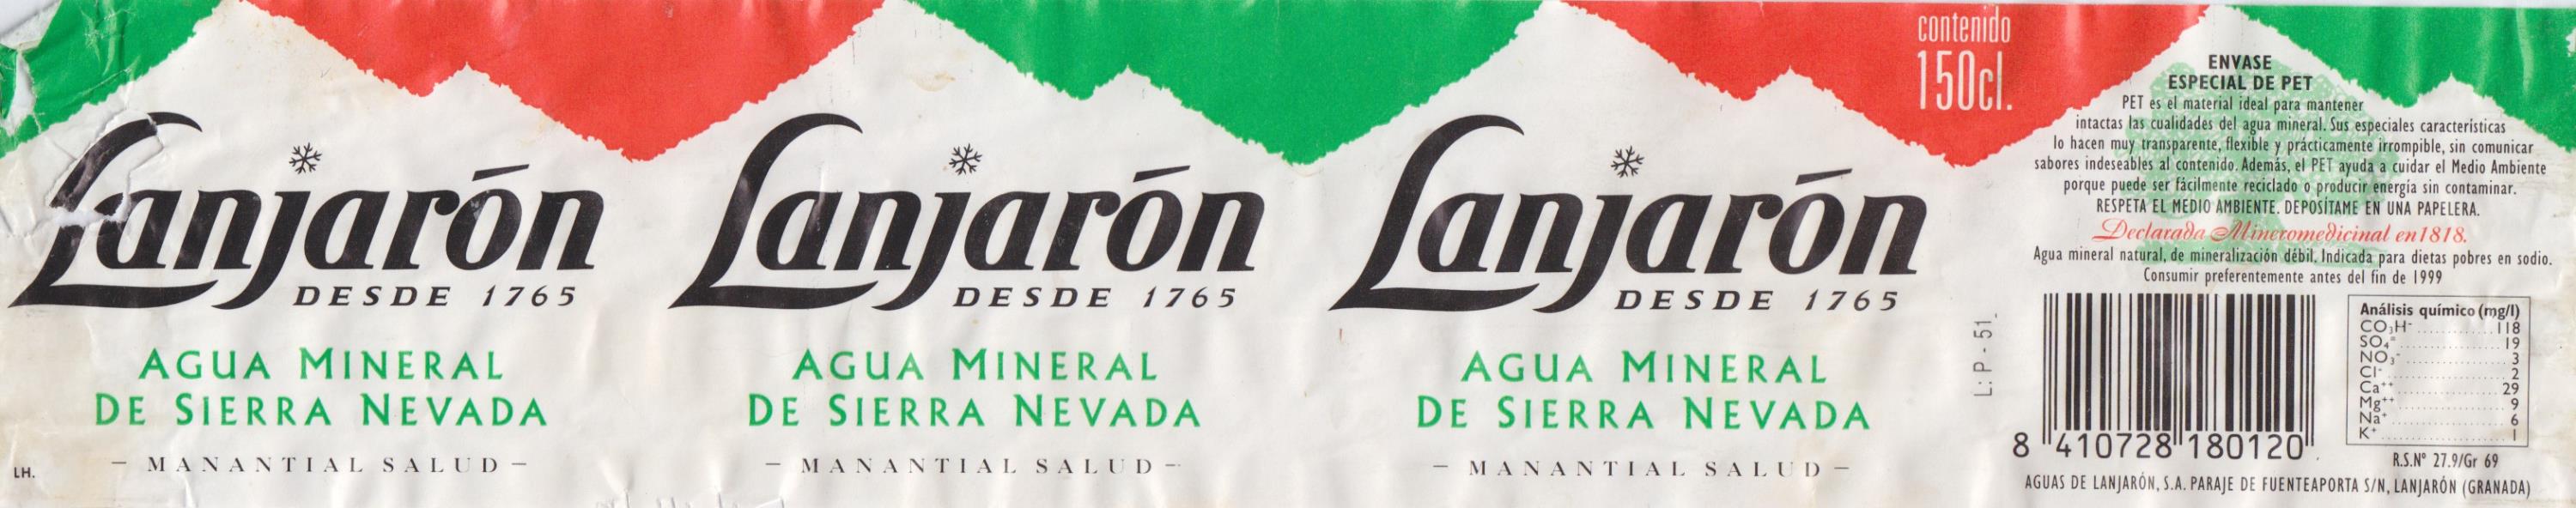 Lanjarón
DESDE 1765
AGUA MINERAL
DE SIERRA NEVADA
- MANANTIAL SALUD -
LH.
Lanjarón
DESDE 1765
AGUA MINERAL
DE SIERRA NEVADA
- MANANTIAL SALUD -
contenido
150cl.
Lanjarón
DESDE 1765
AGUA MINERAL
DE SIERRA NEVADA
- MANANTIAL SALUD -
L: P - 51
ENVASE
ESPECIAL DE PET
PET es el material ideal para mantener
intactas las cualidades del agua mineral. Sus especiales características
lo hacen muy transparente, flexible y prácticamente irrompible, sin comunicar
sabores indeseables al contenido. Además, el PET ayuda a cuidar el Medio Ambiente
porque puede ser fácilmente reciclado o producir energía sin contaminar.
RESPETA EL MEDIO AMBIENTE. DEPOSÍTAME EN UNA PAPELERA.
Declarada Mineromedicinal en 1818.
Agua mineral natural, de mineralización débil. Indicada para dietas pobres en sodio.
Consumir preferentemente antes del fin de 1999
8 410728 180120
Análisis químico (mg/l)
CO₃H⁻ 118
SO₄⁼ 19
NO₃⁻ 3
Cl⁻ 2
Ca⁺⁺ 29
Mg⁺⁺ 9
Na⁺ 6
K⁺ 1
R.S.Nº 27.9/Gr 69
AGUAS DE LANJARÓN, S.A. PARAJE DE FUENTEAPORTA S/N, LANJARÓN (GRANADA)